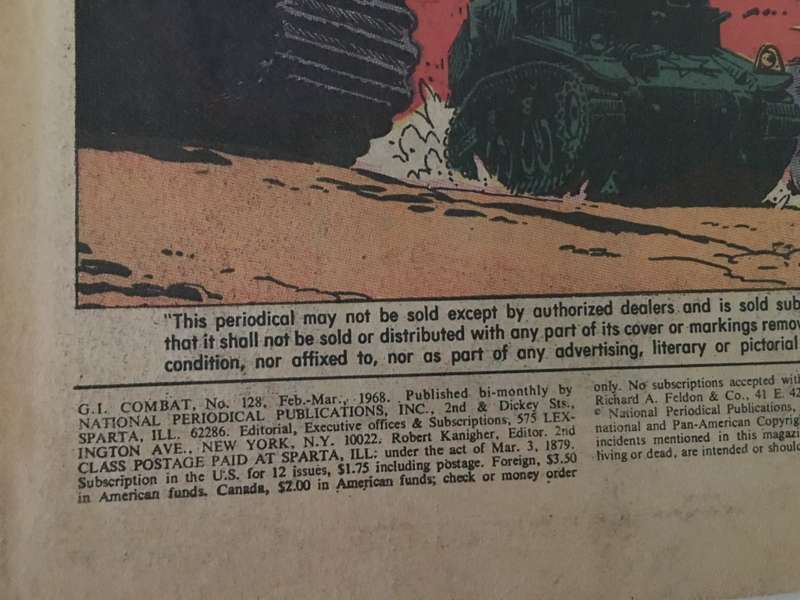 "This periodical may not be sold except by authorized dealers and is sold
that it shall not be sold or distributed with any part of its cover or markings
condition, nor affixed to, nor as part of any advertising, literary or pictorial
G.I. COMBAT, No. 128. Feb.-Mar., 1968. Published bi-monthly by
NATIONAL PERIODICAL PUBLICATIONS, INC., 2nd & Dickey Sts.,
SPARTA, ILL. 62286. Editorial, Executive offices & Subscriptions, 575 LEX-
INGTON AVE., NEW YORK, N.Y. 10022. Robert Kanigher, Editor. 2nd
CLASS POSTAGE PAID AT SPARTA, ILL: under the act of Mar. 3, 1879.
Subscription in the U.S. for 12 issues, $1.75 including postage. Foreign, $3.50
in American funds. Canada, $2.00 in American funds; check or money order
only. No subscriptions accepted
Richard A. Feldon & Co., 41 E.
© National Periodical Publications,
national and Pan-American
incidents mentioned in this
living or dead, are intended or